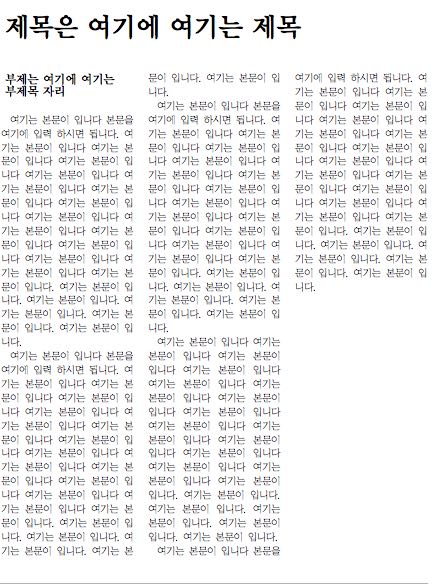 제목은 여기에 여기는 제목
부제는 여기에 여기는
부제목 자리
여기는 본문이 입니다 본문을
여기에 입력 하시면 됩니다. 여
기는 본문이 입니다 여기는 본
문이 입니다 여기는 본문이 입
니다 여기는 본문이 입니다 여
기는 본문이 입니다 여기는 본
문이 입니다 여기는 본문이 입
니다 여기는 본문이 입니다 여
기는 본문이 입니다 여기는 본
문이 입니다 여기는 본문이 입
니다 여기는 본문이 입니다 여
기는 본문이 입니다 여기는 본
문이 입니다. 여기는 본문이 입
니다. 여기는 본문이 입니다. 여
기는 본문이 입니다. 여기는 본
문이 입니다. 여기는 본문이 입
니다.
여기는 본문이 입니다 본문을
여기에 입력 하시면 됩니다. 여
기는 본문이 입니다 여기는 본
문이 입니다 여기는 본문이 입
니다 여기는 본문이 입니다 여
기는 본문이 입니다 여기는 본
문이 입니다 여기는 본문이 입
니다 여기는 본문이 입니다 여
기는 본문이 입니다 여기는 본
문이 입니다 여기는 본문이 입
니다 여기는 본문이 입니다 여
기는 본문이 입니다. 여기는 본
문이 입니다. 여기는 본문이 입
니다. 여기는 본문이 입니다. 여
기는 본문이 입니다. 여기는 본
문이 입니다. 여기는 본문이 입
니다.
여기는 본문이 입니다 본문을
여기에 입력 하시면 됩니다. 여
기는 본문이 입니다 여기는 본
문이 입니다 여기는 본문이 입
니다 여기는 본문이 입니다 여
기는 본문이 입니다 여기는 본
문이 입니다 여기는 본문이 입
니다 여기는 본문이 입니다 여
기는 본문이 입니다 여기는 본
문이 입니다 여기는 본문이 입
니다 여기는 본문이 입니다 여
기는 본문이 입니다 여기는 본
문이 입니다. 여기는 본문이 입
니다. 여기는 본문이 입니다. 여
기는 본문이 입니다. 여기는 본
문이 입니다. 여기는 본문이 입
니다.
여기는 본문이 입니다 여기는
본문이 입니다 여기는 본문이
입니다 여기는 본문이 입니다
여기는 본문이 입니다 여기는
본문이 입니다 여기는 본문이
입니다 여기는 본문이 입니다
여기는 본문이 입니다 여기는
본문이 입니다 여기는 본문이
입니다 여기는 본문이 입니다
여기는 본문이 입니다 여기는
본문이 입니다 여기는 본문이
입니다. 여기는 본문이 입니다.
여기는 본문이 입니다. 여기는
본문이 입니다. 여기는 본문이
입니다. 여기는 본문이 입니다.
여기는 본문이 입니다 본문을
여기에 입력 하시면 됩니다. 여
기는 본문이 입니다 여기는 본
문이 입니다 여기는 본문이 입
니다 여기는 본문이 입니다 여
기는 본문이 입니다 여기는 본
문이 입니다 여기는 본문이 입
니다 여기는 본문이 입니다 여
기는 본문이 입니다 여기는 본
문이 입니다 여기는 본문이 입
니다 여기는 본문이 입니다 여
기는 본문이 입니다 여기는 본
문이 입니다. 여기는 본문이 입
니다. 여기는 본문이 입니다. 여
기는 본문이 입니다. 여기는 본
문이 입니다. 여기는 본문이 입
니다.